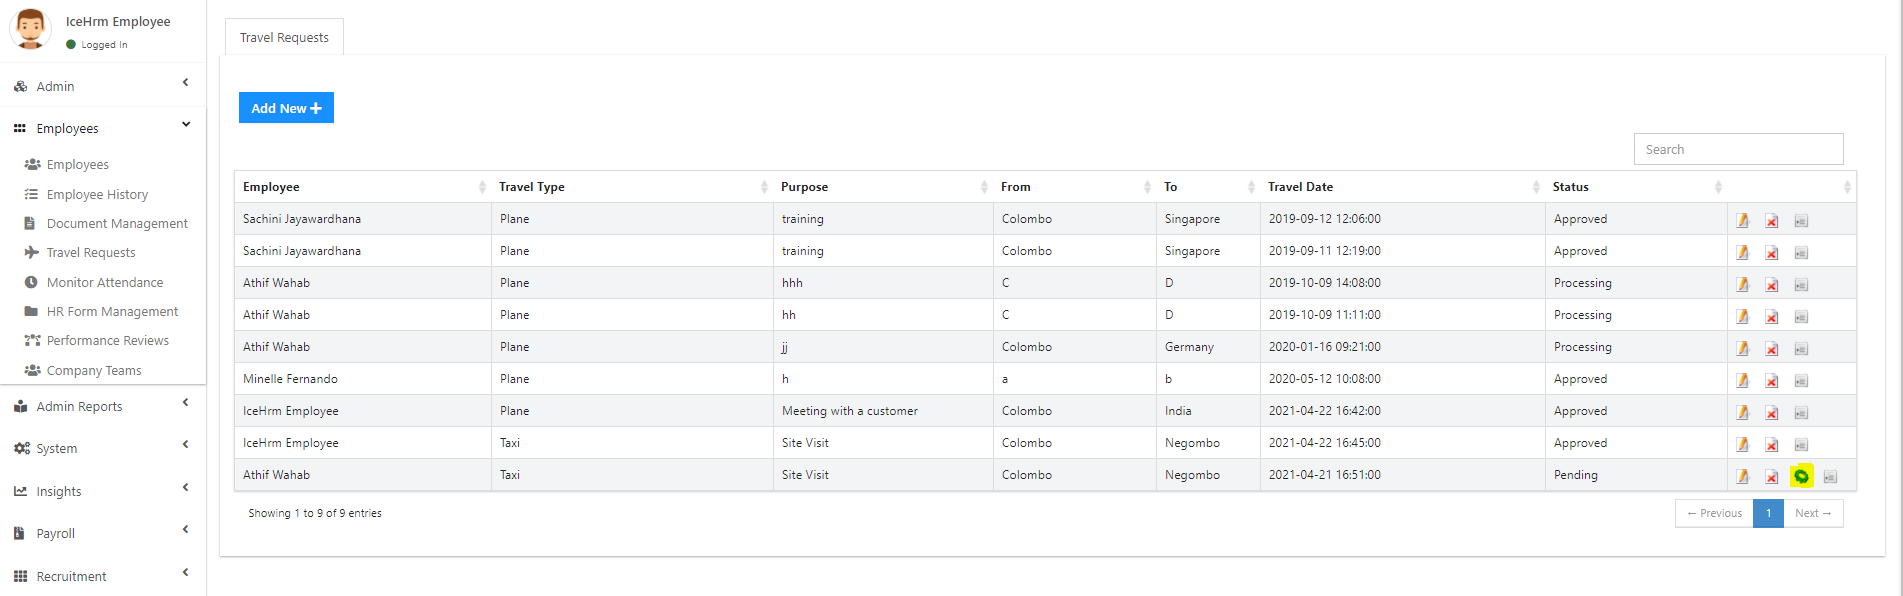 IceHrm Employee
Logged In
Admin
Employees
Employees
Employee History
Document Management
Travel Requests
Monitor Attendance
HR Form Management
Performance Reviews
Company Teams
Admin Reports
System
Insights
Payroll
Recruitment
Travel Requests
Add New +
Search
Employee Travel Type Purpose From To Travel Date Status
Sachini Jayawardhana Plane training Colombo Singapore 2019-09-12 12:06:00 Approved
Sachini Jayawardhana Plane training Colombo Singapore 2019-09-11 12:19:00 Approved
Athif Wahab Plane hhh C D 2019-10-09 14:08:00 Processing
Athif Wahab Plane hh C D 2019-10-09 11:11:00 Processing
Athif Wahab Plane jj Colombo Germany 2020-01-16 09:21:00 Processing
Minelle Fernando Plane h a b 2020-05-12 10:08:00 Approved
IceHrm Employee Plane Meeting with a customer Colombo India 2021-04-22 16:42:00 Approved
IceHrm Employee Taxi Site Visit Colombo Negombo 2021-04-22 16:45:00 Approved
Athif Wahab Taxi Site Visit Colombo Negombo 2021-04-21 16:51:00 Pending
Showing 1 to 9 of 9 entries
← Previous 1 Next →